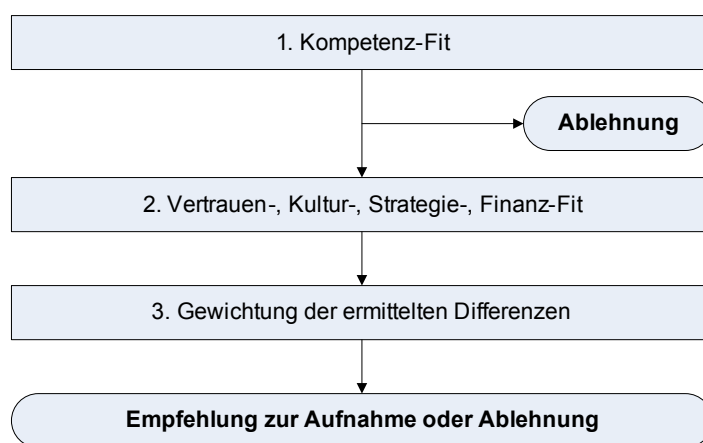 1. Kompetenz-Fit
Ablehnung
2. Vertrauen-, Kultur-, Strategie-, Finanz-Fit
3. Gewichtung der ermittelten Differenzen
Empfehlung zur Aufnahme oder Ablehnung